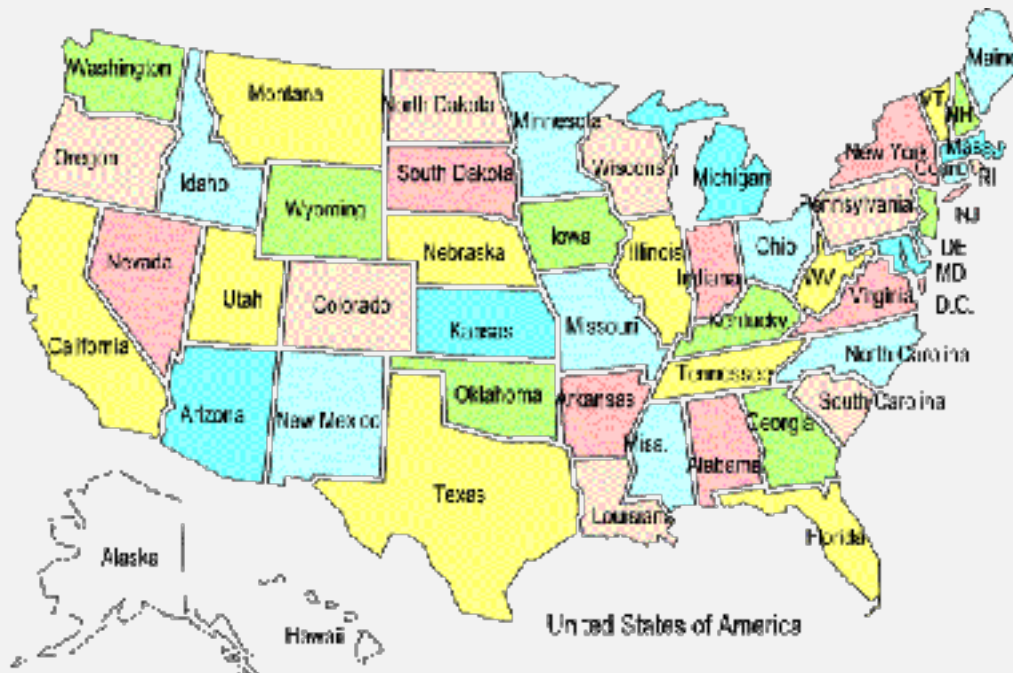 Washington
Montana
North Dakota
Minnesota
Maine
VT
NH
Oregon
Idaho
South Dakota
Wisconsin
Michigan
New York
Mass
Conn
RI
Wyoming
Pennsylvania
NJ
Nevada
Utah
Colorado
Nebraska
Iowa
Illinois
Indiana
Ohio
DE
MD
WV
Virginia
D.C.
California
Kansas
Missouri
Kentucky
North Carolina
Tennessee
Arizona
New Mexico
Oklahoma
Arkansas
South Carolina
Miss.
Alabama
Georgia
Texas
Louisiana
Florida
Alaska
Hawaii
United States of America